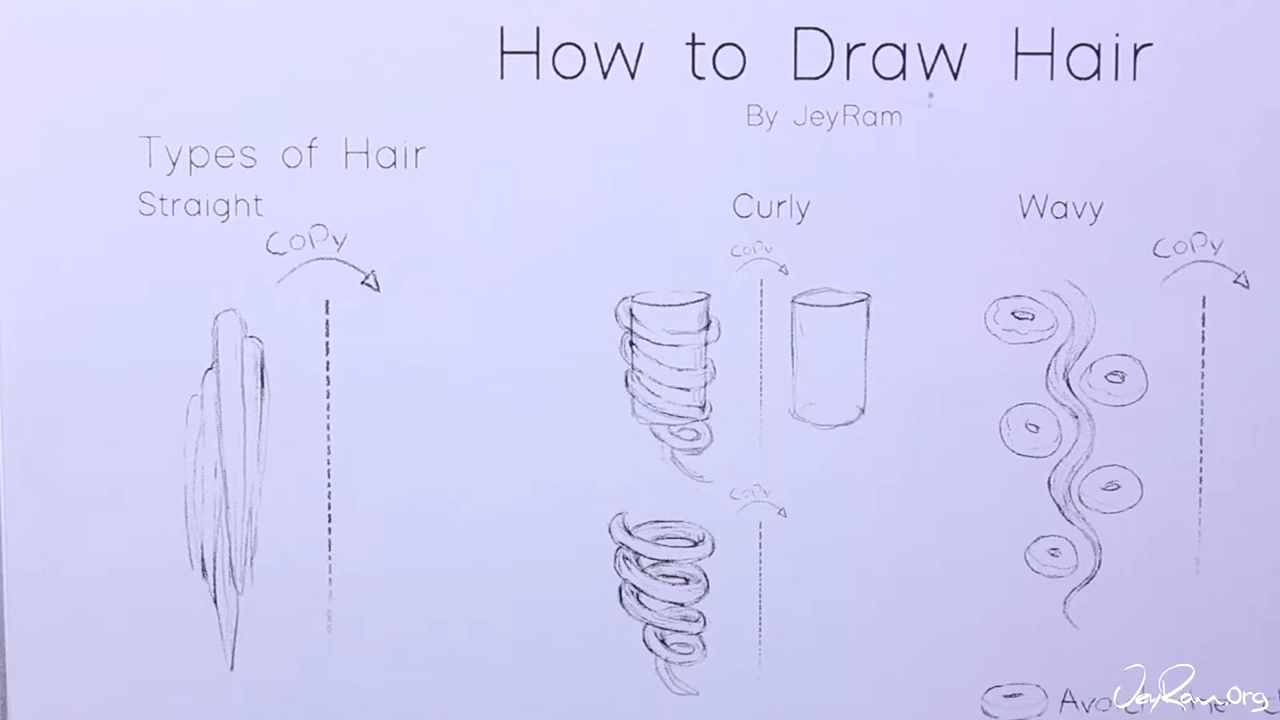 How to Draw Hair
By JeyRam
Types of Hair
Straight
Curly
Wavy
CoPy
CoPy
CoPy
CoPy
JeyRam.Org